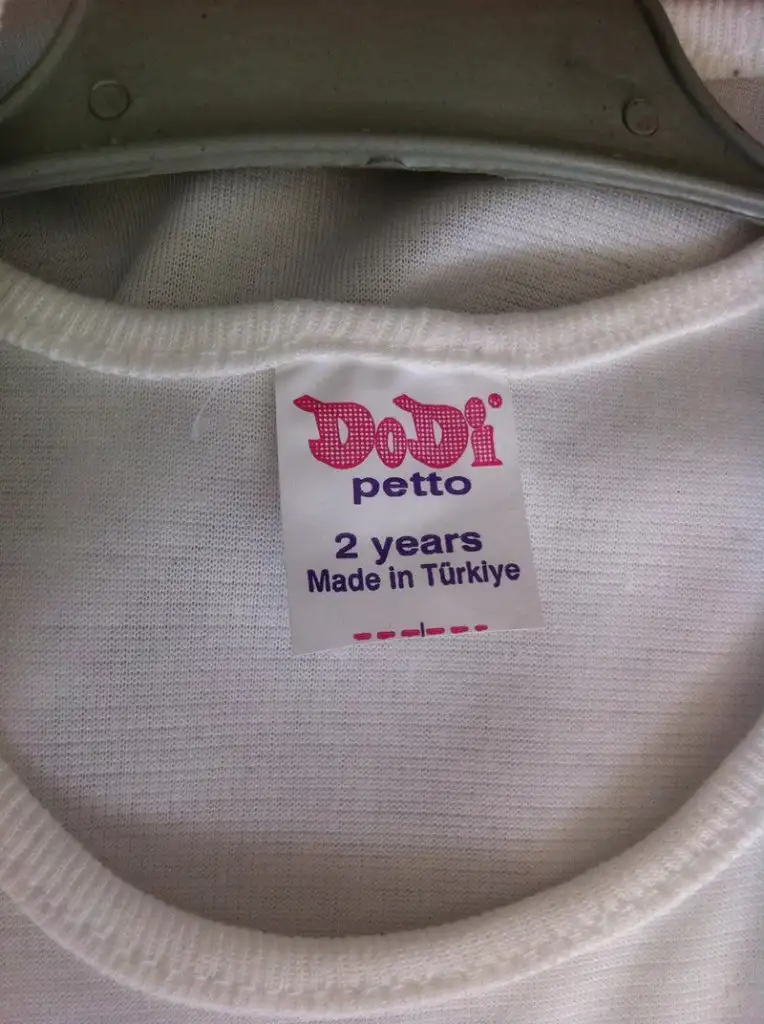 DoDi
petto
2 years
Made in Türkiye